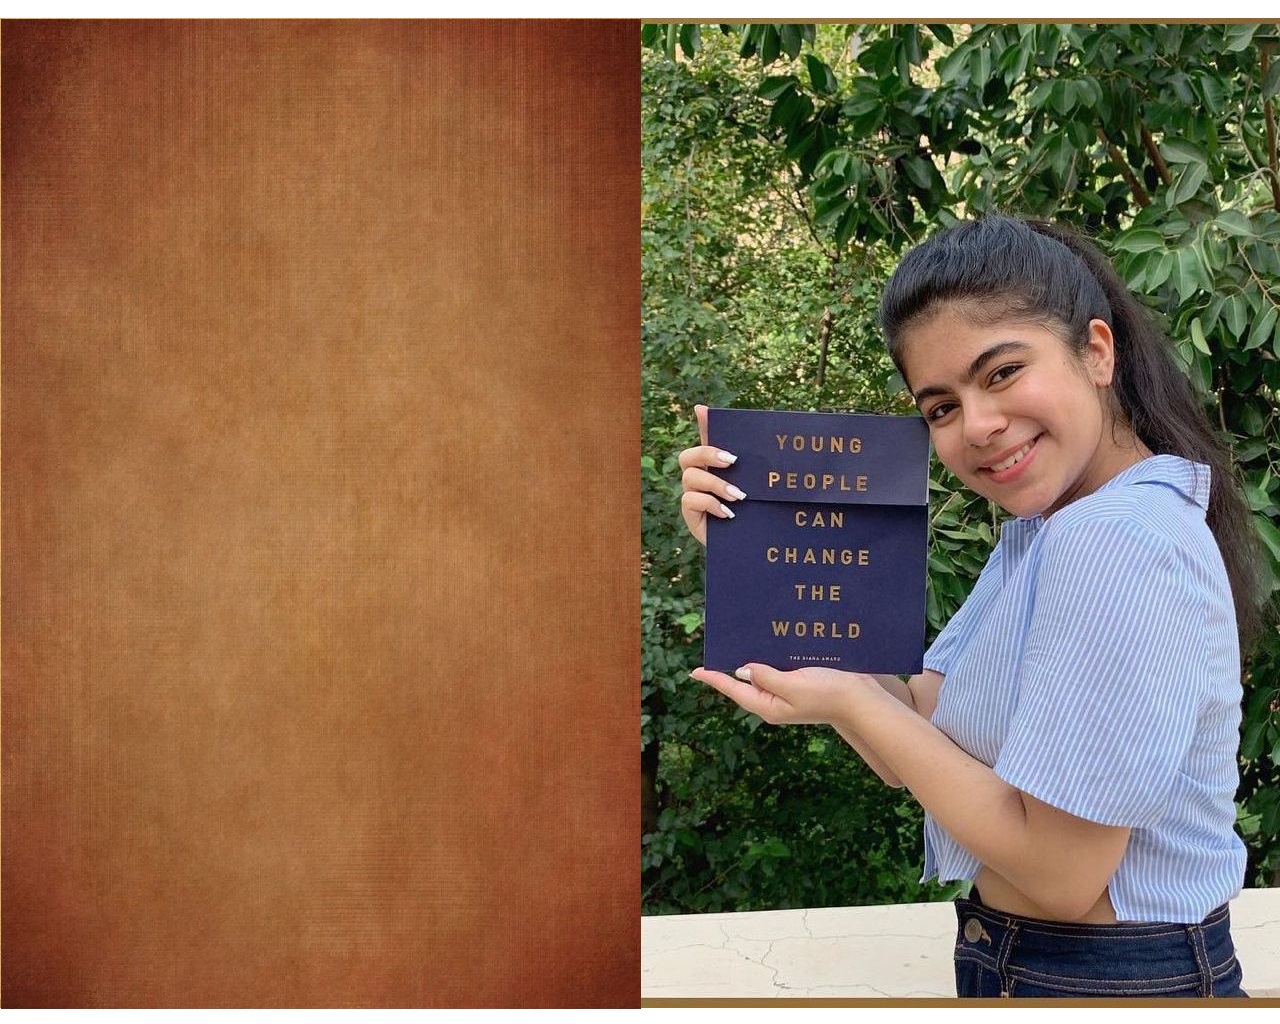 YOUNG
PEOPLE
CAN
CHANGE
THE
WORLD
THE DIANA AWARD